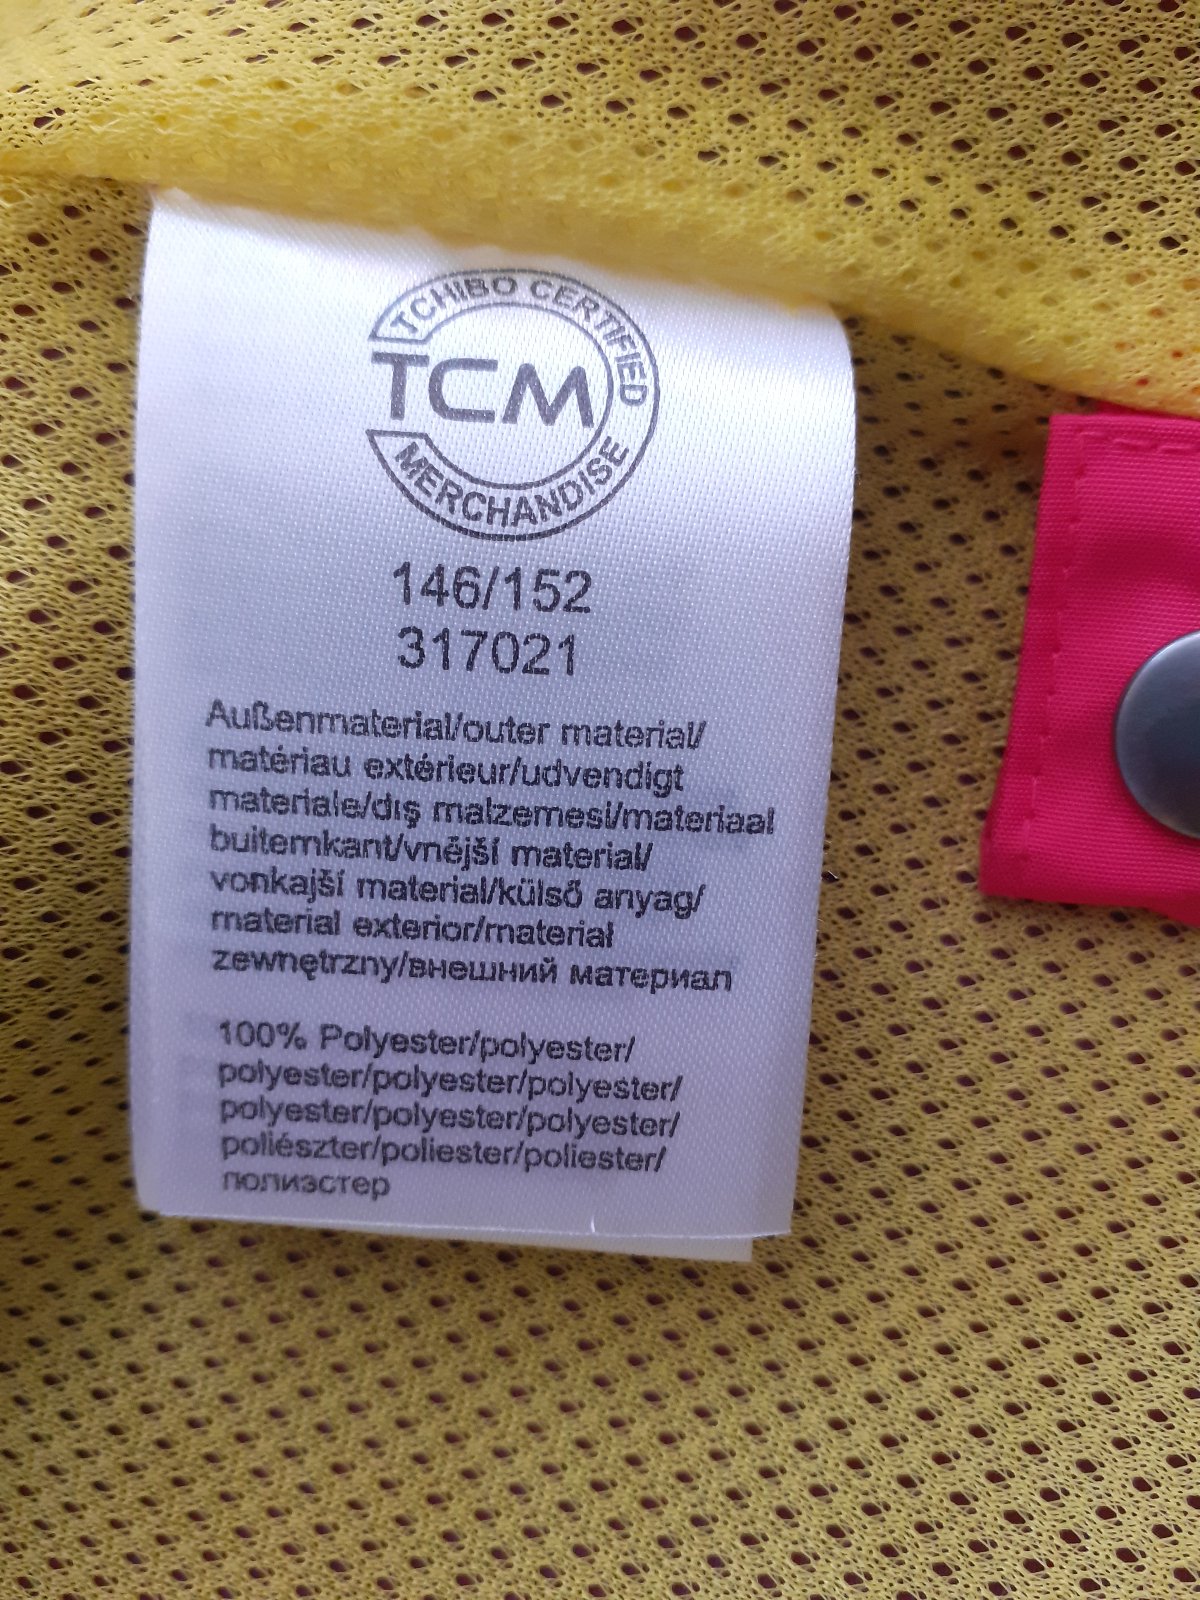 TCHIBO CERTIFIED
TCM
MERCHANDISE
146/152
317021
Außenmaterial/outer material/
matériau extérieur/udvendigt
materiale/dış malzemesi/materiaal
buitenkant/vnější material/
vonkajší material/külső anyag/
material exterior/materiał
zewnętrzny/внешний материал
100% Polyester/polyester/
polyester/polyester/polyester/
polyester/polyester/polyester/
poliészter/poliester/poliester/
полиэстер